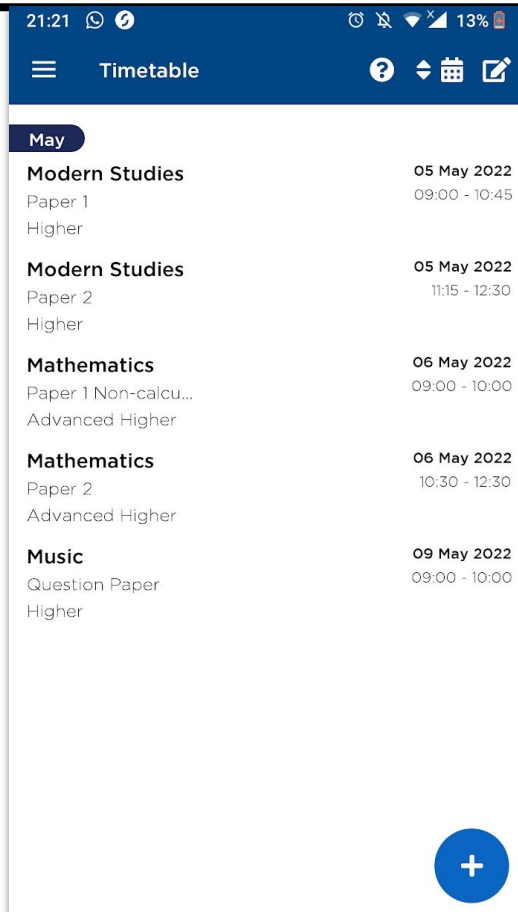 21:21 13%
Timetable
May
Modern Studies 05 May 2022
Paper 1 09:00 - 10:45
Higher
Modern Studies 05 May 2022
Paper 2 11:15 - 12:30
Higher
Mathematics 06 May 2022
Paper 1 Non-calcu... 09:00 - 10:00
Advanced Higher
Mathematics 06 May 2022
Paper 2 10:30 - 12:30
Advanced Higher
Music 09 May 2022
Question Paper 09:00 - 10:00
Higher